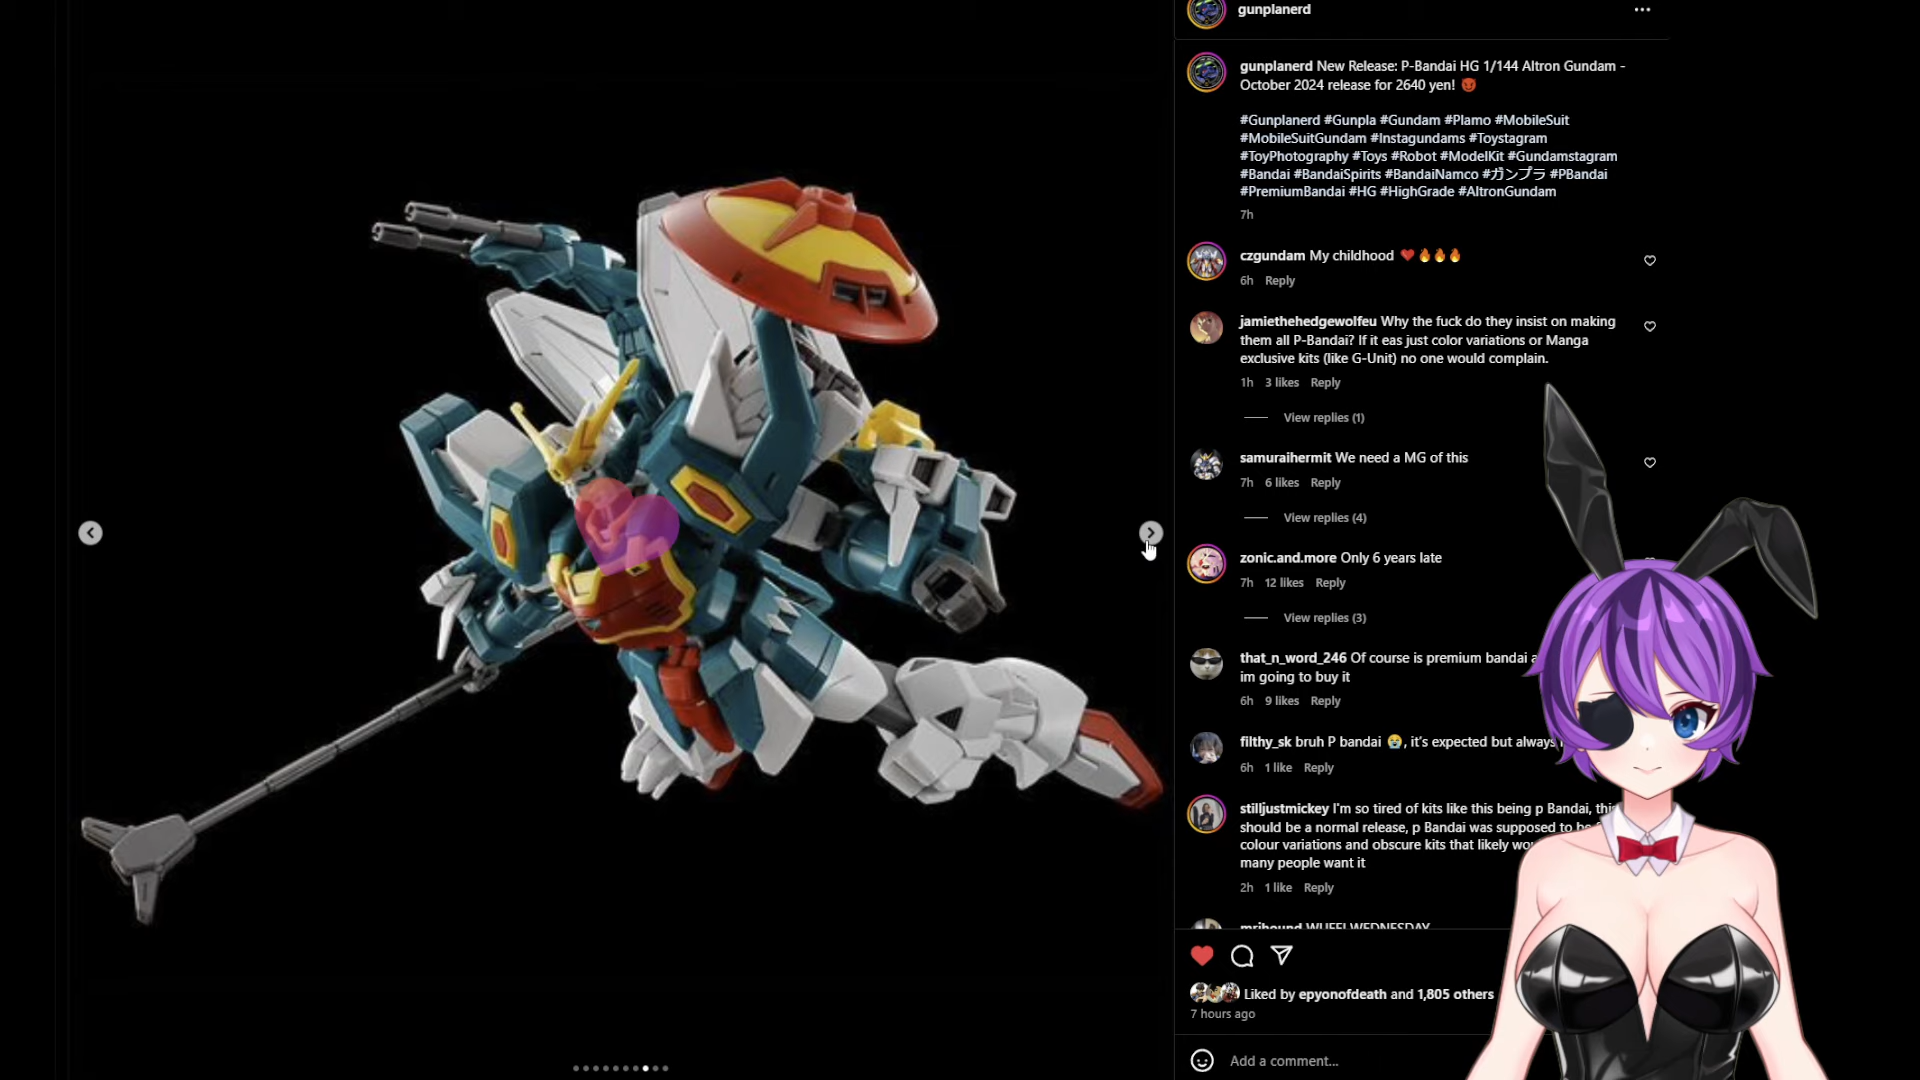 gunplanerd
gunplanerd New Release: P-Bandai HG 1/144 Altron Gundam -
October 2024 release for 2640 yen! 😈
#Gunplanerd #Gunpla #Gundam #Plamo #MobileSuit
#MobileSuitGundam #Instagundams #Toystagram
#ToyPhotography #Toys #Robot #ModelKit #Gundamstagram
#Bandai #BandaiSpirits #BandaiNamco #ガンプラ #PBandai
#PremiumBandai #HG #HighGrade #AltronGundam
7h
czgundam My childhood ❤️🔥🔥🔥
6h Reply
jamiethehedgewolfeu Why the fuck do they insist on making
them all P-Bandai? If it eas just color variations or Manga
exclusive kits (like G-Unit) no one would complain.
1h 3 likes Reply
View replies (1)
samuraihermit We need a MG of this
7h 6 likes Reply
View replies (4)
zonic.and.more Only 6 years late
7h 12 likes Reply
View replies (3)
that_n_word_246 Of course is premium bandai
im going to buy it
6h 9 likes Reply
filthy_sk bruh P bandai 😭, it's expected but always
6h 1 like Reply
stilljustmickey I'm so tired of kits like this being p Bandai,
should be a normal release, p Bandai was supposed to
colour variations and obscure kits that likely
many people want it
2h 1 like Reply
mrihound WHEEL WEDNESDAY
Liked by epyonofdeath and 1,805 others
7 hours ago
Add a comment...